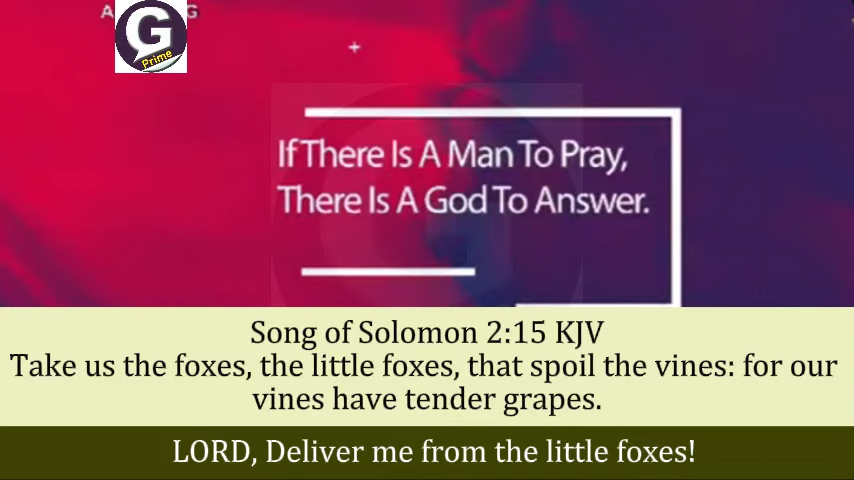 G
Prime
If There Is A Man To Pray,
There Is A God To Answer.
Song of Solomon 2:15 KJV
Take us the foxes, the little foxes, that spoil the vines: for our
vines have tender grapes.
LORD, Deliver me from the little foxes!